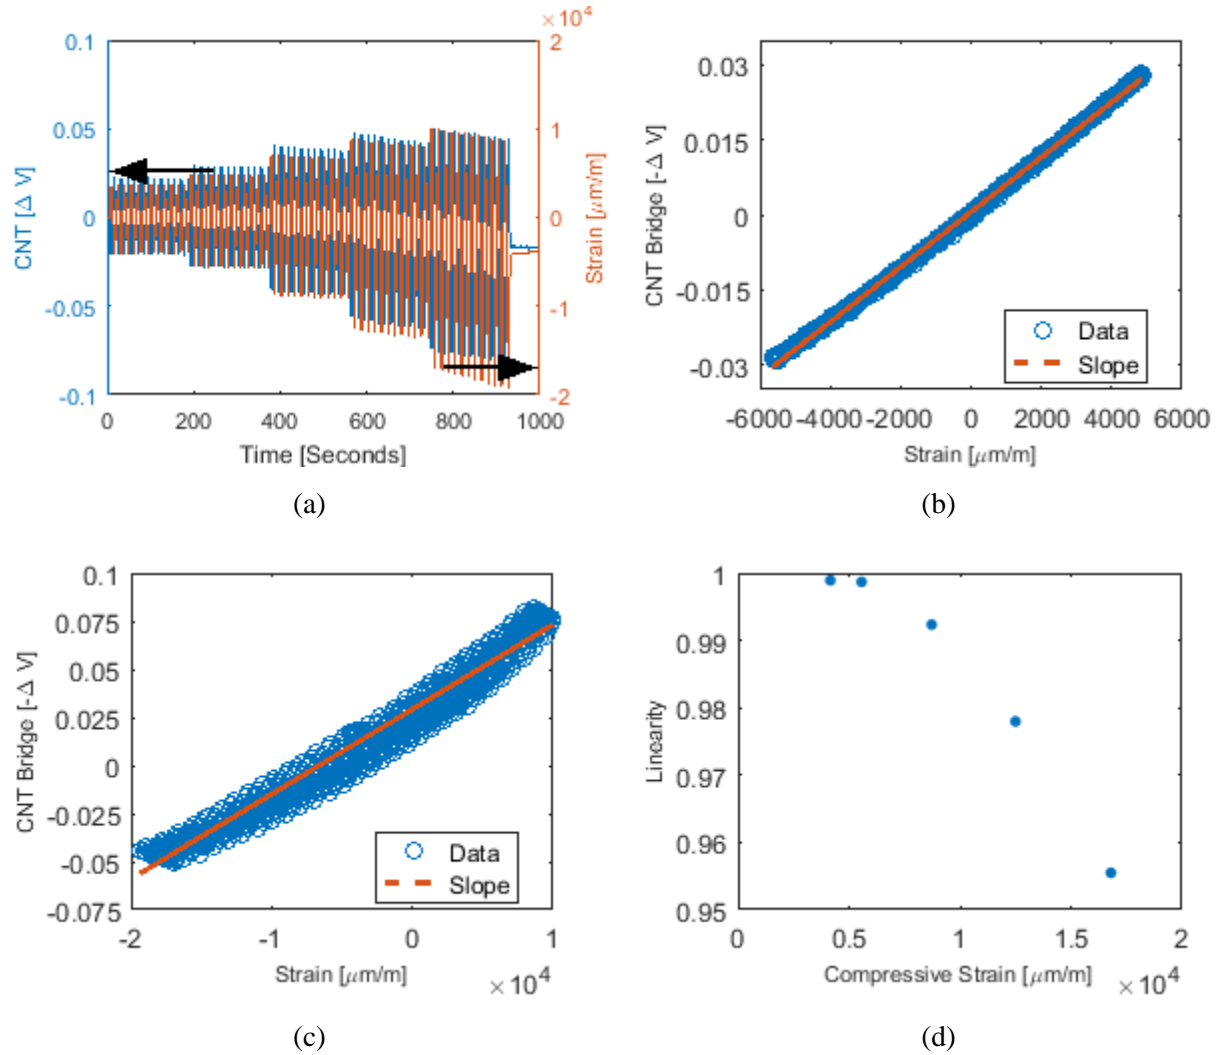 ×10⁴
0.1
0.05
0
-0.05
-0.1
CNT [Δ V]
2
1
0
-1
-2
Strain [μm/m]
0 200 400 600 800 1000
Time [Seconds]
(a)
0.03
0.015
0
-0.015
-0.03
CNT Bridge [-Δ V]
Data
Slope
-6000 -4000 -2000 0 2000 4000 6000
Strain [μm/m]
(b)
0.1
0.075
0.05
0.025
0
-0.025
-0.05
-0.075
CNT Bridge [-Δ V]
Data
Slope
-2 -1 0 1
Strain [μm/m]
×10⁴
(c)
1
0.99
0.98
0.97
0.96
0.95
Linearity
0 0.5 1 1.5 2
Compressive Strain [μm/m]
×10⁴
(d)